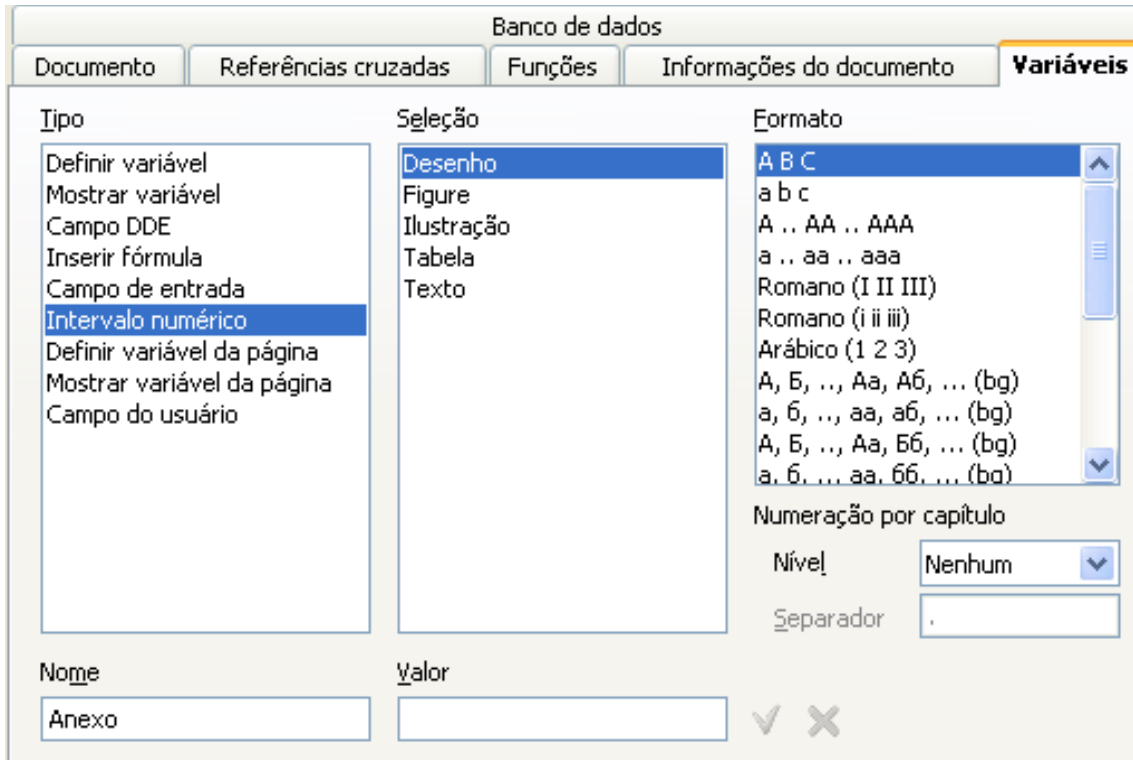 Banco de dados
Documento
Referências cruzadas
Funções
Informações do documento
Variáveis
Tipo
Definir variável
Mostrar variável
Campo DDE
Inserir fórmula
Campo de entrada
Intervalo numérico
Definir variável da página
Mostrar variável da página
Campo do usuário
Seleção
Desenho
Figure
Ilustração
Tabela
Texto
Formato
A B C
a b c
A .. AA .. AAA
a .. aa .. aaa
Romano (I II III)
Romano (i ii iii)
Arábico (1 2 3)
А, Б, .., Аа, Аб, ... (bg)
а, б, .., аа, аб, ... (bg)
А, Б, .., Аа, Бб, ... (bg)
а, б, .., аа, бб, ... (bg)
Numeração por capítulo
Nível
Nenhum
Separador
.
Nome
Anexo
Valor